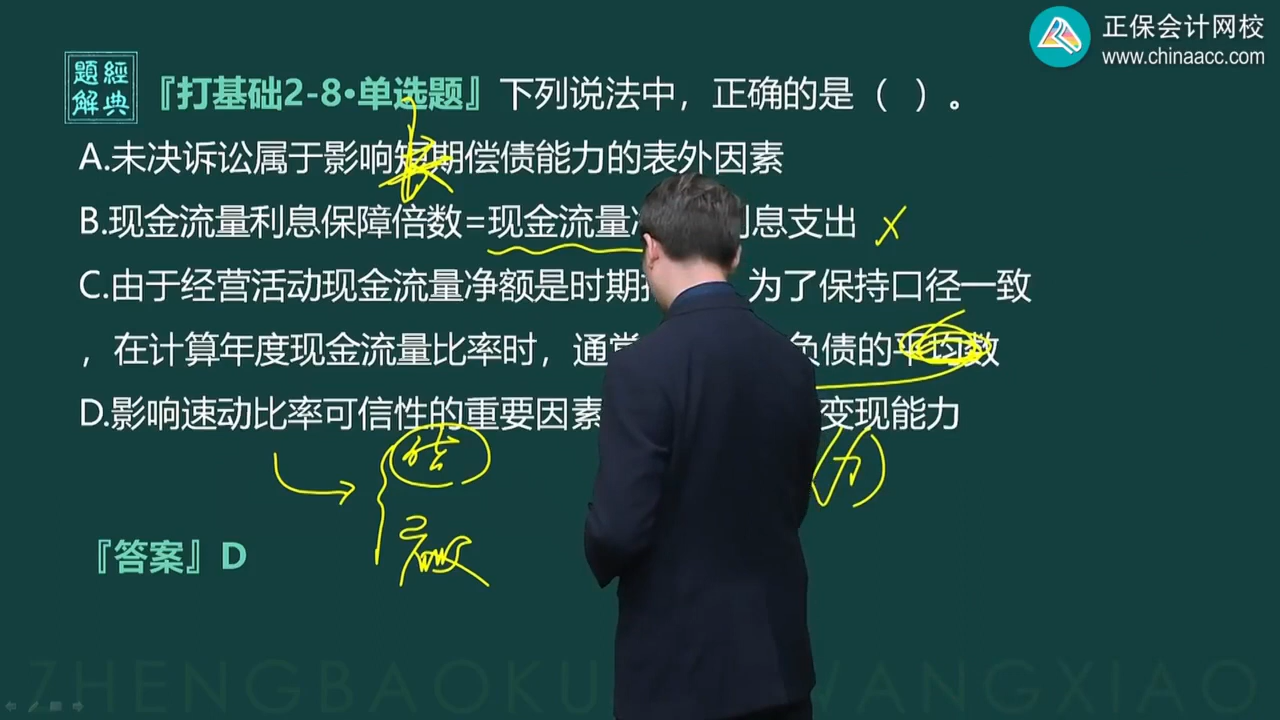 正保会计网校
www.chinaacc.com
題經
解典
『打基础2-8·单选题』下列说法中，正确的是（ ）。
A.未决诉讼属于影响短期偿债能力的表外因素
长
B.现金流量利息保障倍数=现金流量 利息支出
C.由于经营活动现金流量净额是时期 为了保持口径一致
，在计算年度现金流量比率时，通常 负债的平均数
D.影响速动比率可信性的重要因素 变现能力
『答案』D
ZHENGBAOKU WANGXIAO